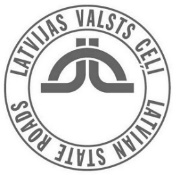 LATVIJAS VALSTS CEĻI
LATVIAN STATE ROADS